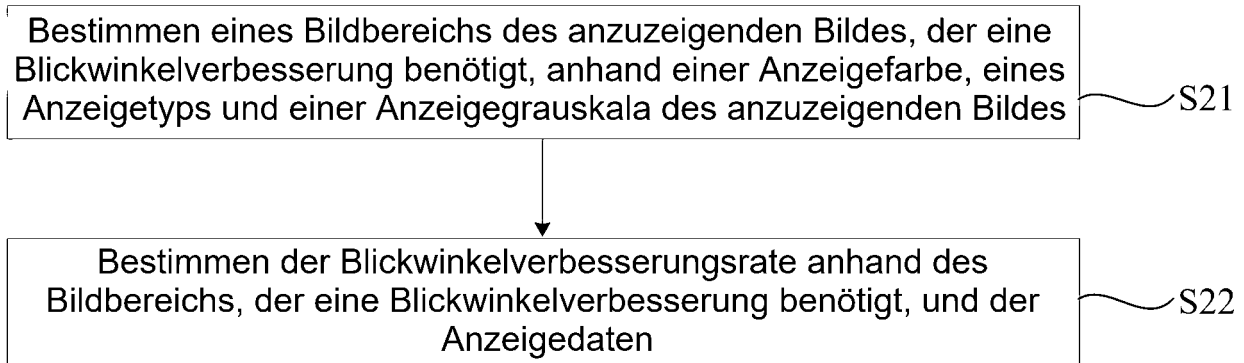 Bestimmen eines Bildbereichs des anzuzeigenden Bildes, der eine
Blickwinkelverbesserung benötigt, anhand einer Anzeigefarbe, eines
Anzeigetyps und einer Anzeigegrauskala des anzuzeigenden Bildes
S21
Bestimmen der Blickwinkelverbesserungsrate anhand des
Bildbereichs, der eine Blickwinkelverbesserung benötigt, und der
Anzeigedaten
S22